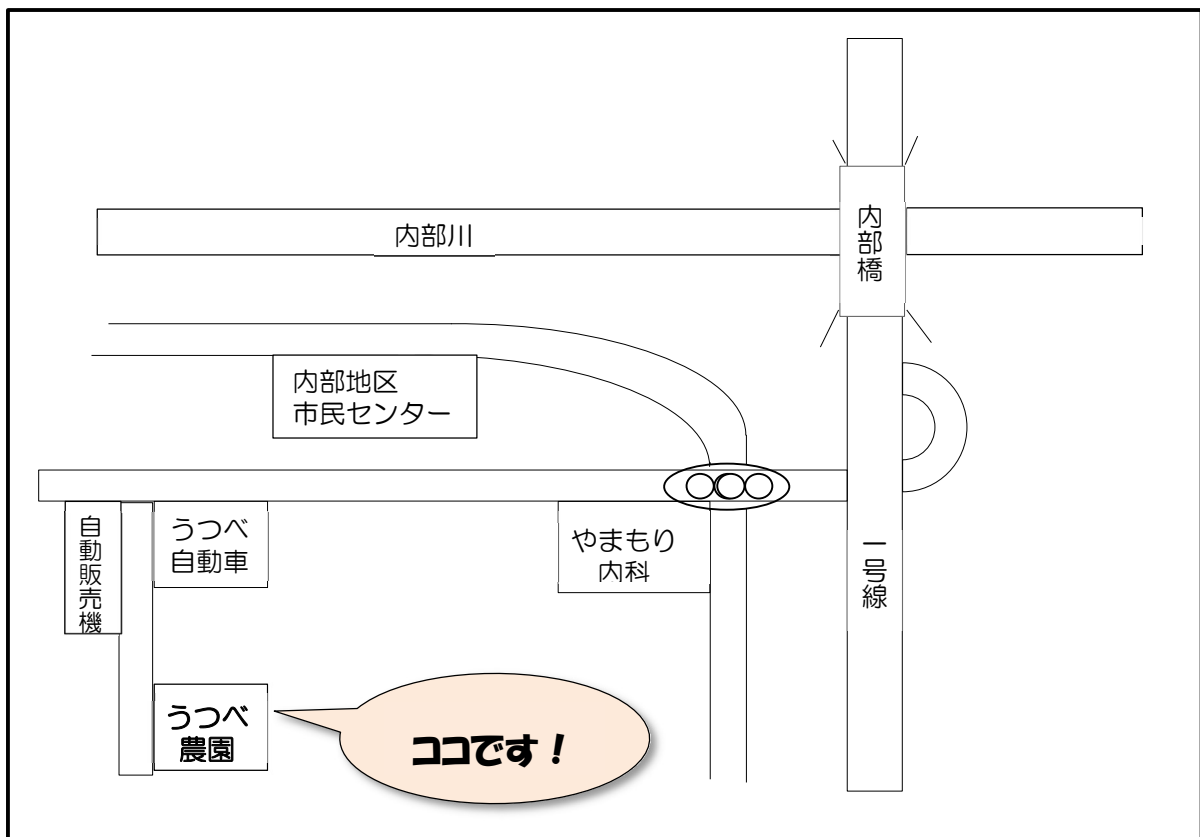 内部川
内部橋
内部地区
市民センター
自動販売機
うつべ
自動車
やまもり
内科
一号線
うつべ
農園
ココです！